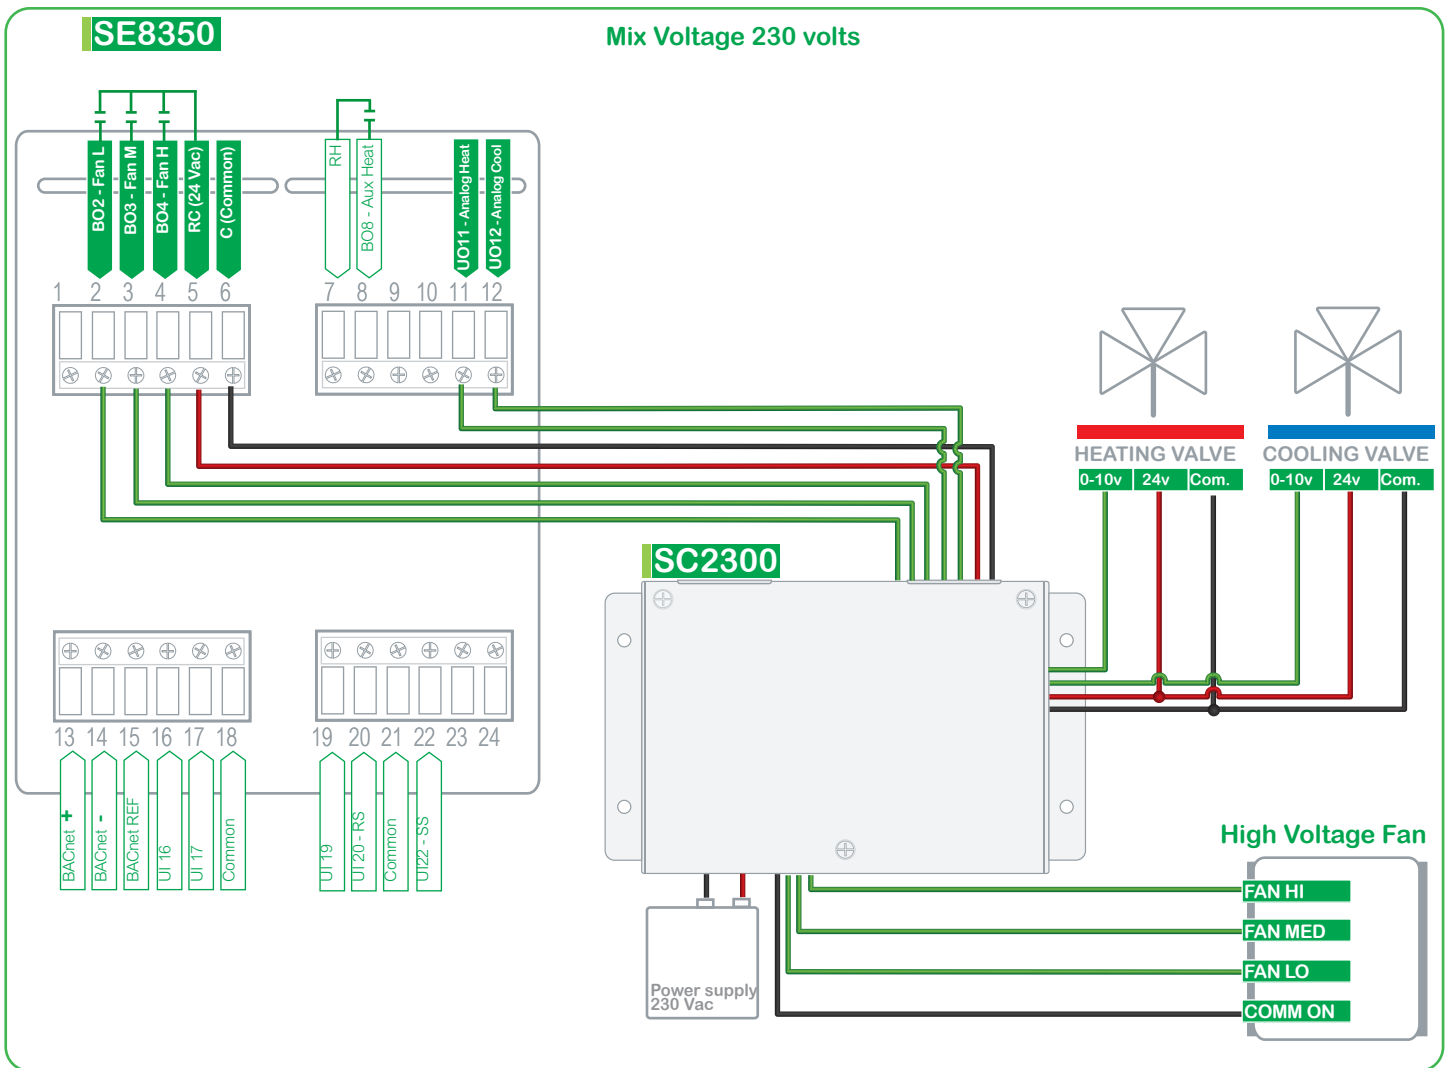 SE8350
Mix Voltage 230 volts
BO2 - Fan L
BO3 - Fan M
BO4 - Fan H
RC (24 Vac)
C (Common)
RH
BO8 - Aux Heat
UO11 - Analog Heat
UO12 - Analog Cool
1 2 3 4 5 6
7 8 9 10 11 12
HEATING VALVE
0-10v 24v Com.
COOLING VALVE
0-10v 24v Com.
SC2300
13 14 15 16 17 18
19 20 21 22 23 24
BACnet +
BACnet -
BACnet REF
UI 16
UI 17
Common
UI 19
UI 20 - RS
Common
UI22 - SS
Power supply
230 Vac
High Voltage Fan
FAN HI
FAN MED
FAN LO
COMM ON